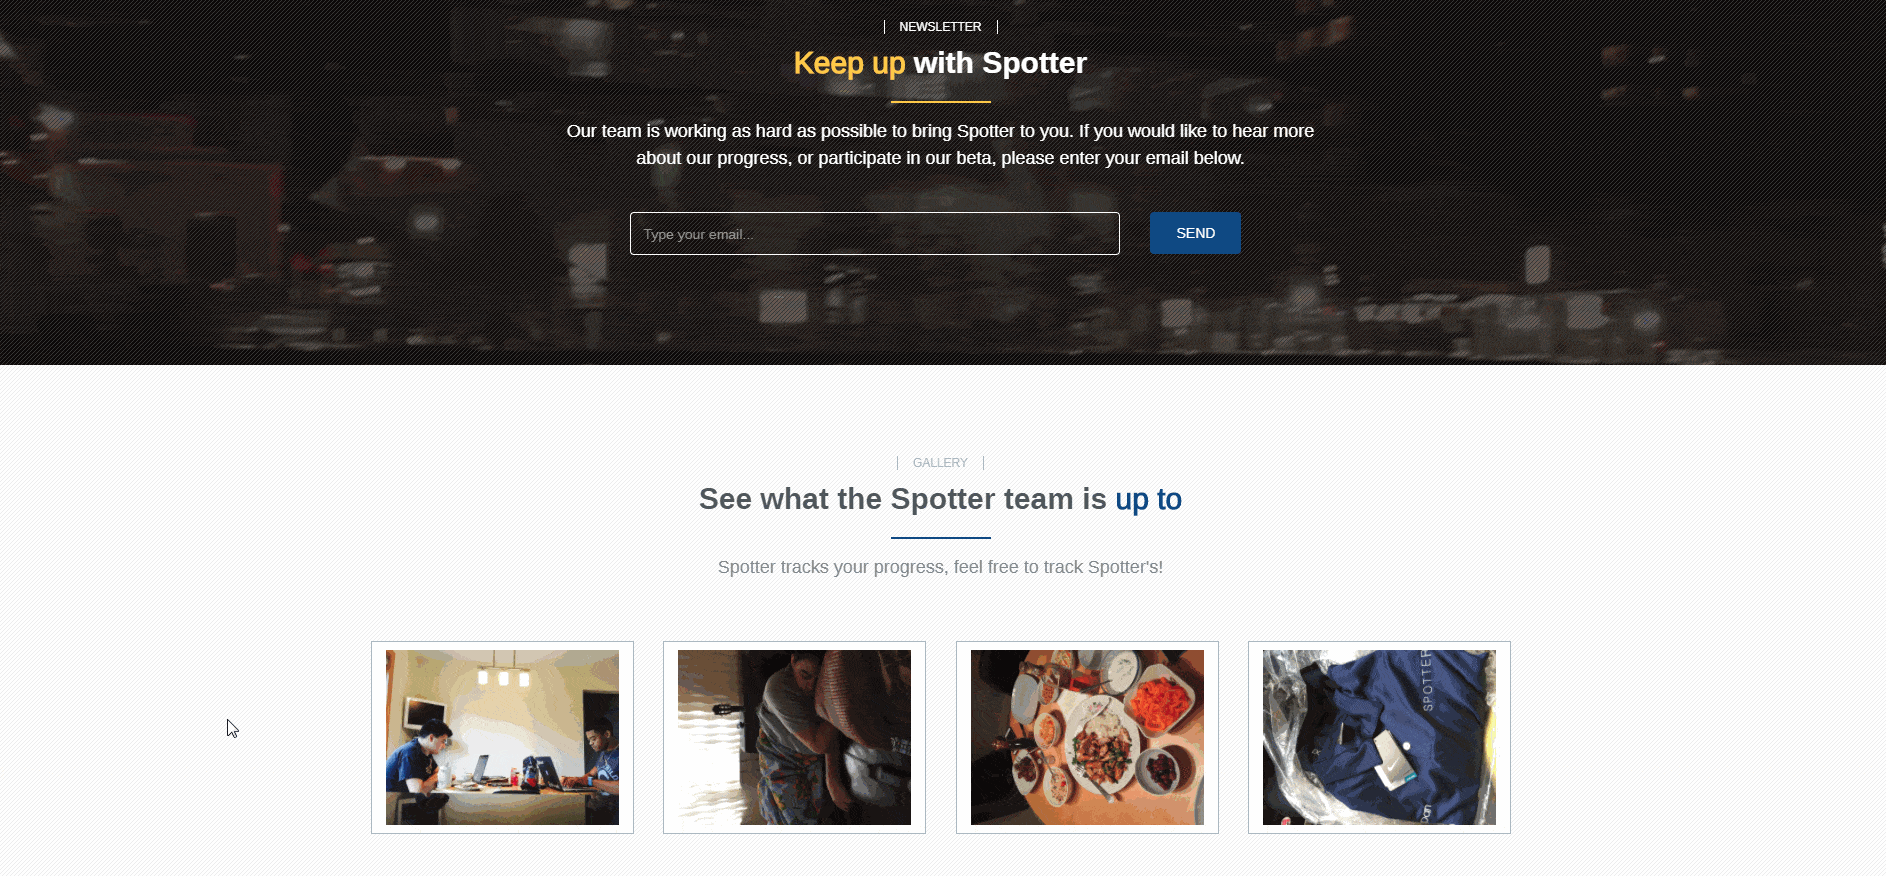 NEWSLETTER
Keep up with Spotter
Our team is working as hard as possible to bring Spotter to you. If you would like to hear more
about our progress, or participate in our beta, please enter your email below.
Type your email...
SEND
GALLERY
See what the Spotter team is up to
Spotter tracks your progress, feel free to track Spotter's!
SPOTTER